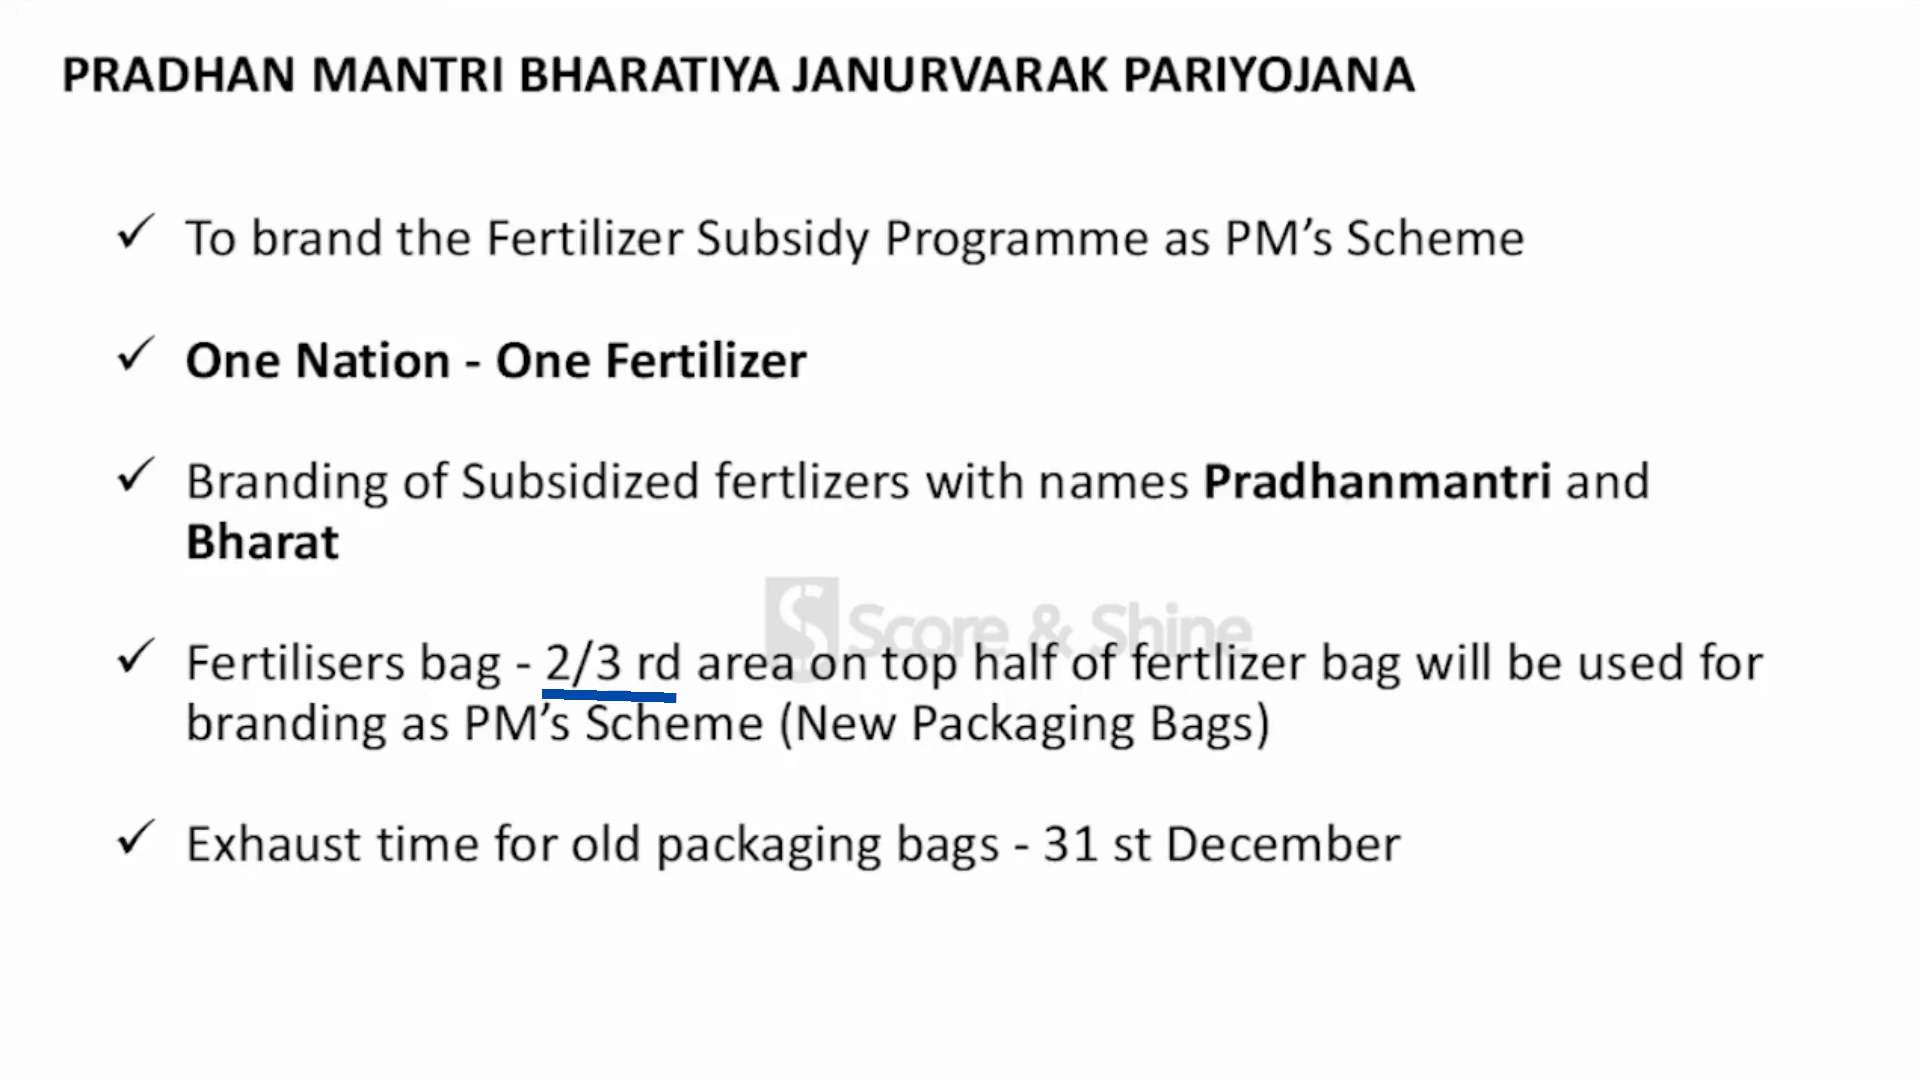 PRADHAN MANTRI BHARATIYA JANURVARAK PARIYOJANA
✓ To brand the Fertilizer Subsidy Programme as PM’s Scheme
✓ One Nation - One Fertilizer
✓ Branding of Subsidized fertlizers with names Pradhanmantri and
Bharat
Score & Shine
✓ Fertilisers bag - 2/3 rd area on top half of fertlizer bag will be used for
branding as PM’s Scheme (New Packaging Bags)
✓ Exhaust time for old packaging bags - 31 st December